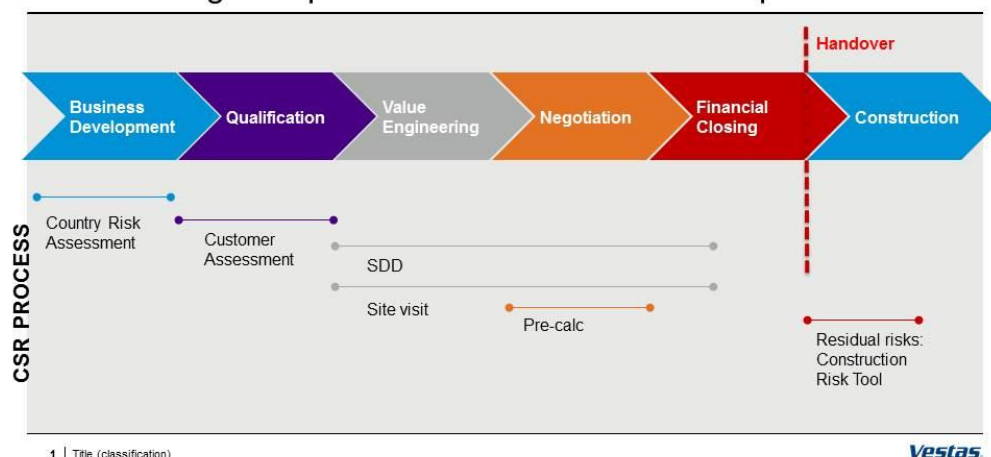 Handover
Business
Development
Qualification
Value
Engineering
Negotiation
Financial
Closing
Construction
CSR PROCESS
Country Risk
Assessment
Customer
Assessment
SDD
Site visit
Pre-calc
Residual risks:
Construction
Risk Tool
1 | Title (classification)
Vestas.